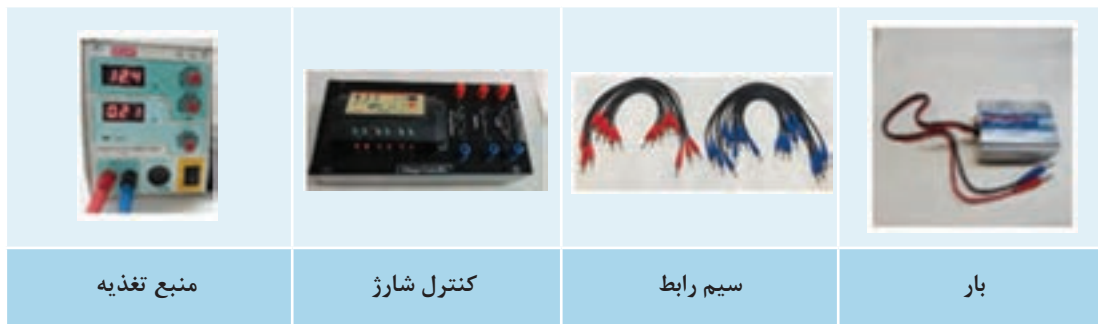 بار
سیم رابط
کنترل شارژ
منبع تغذیه